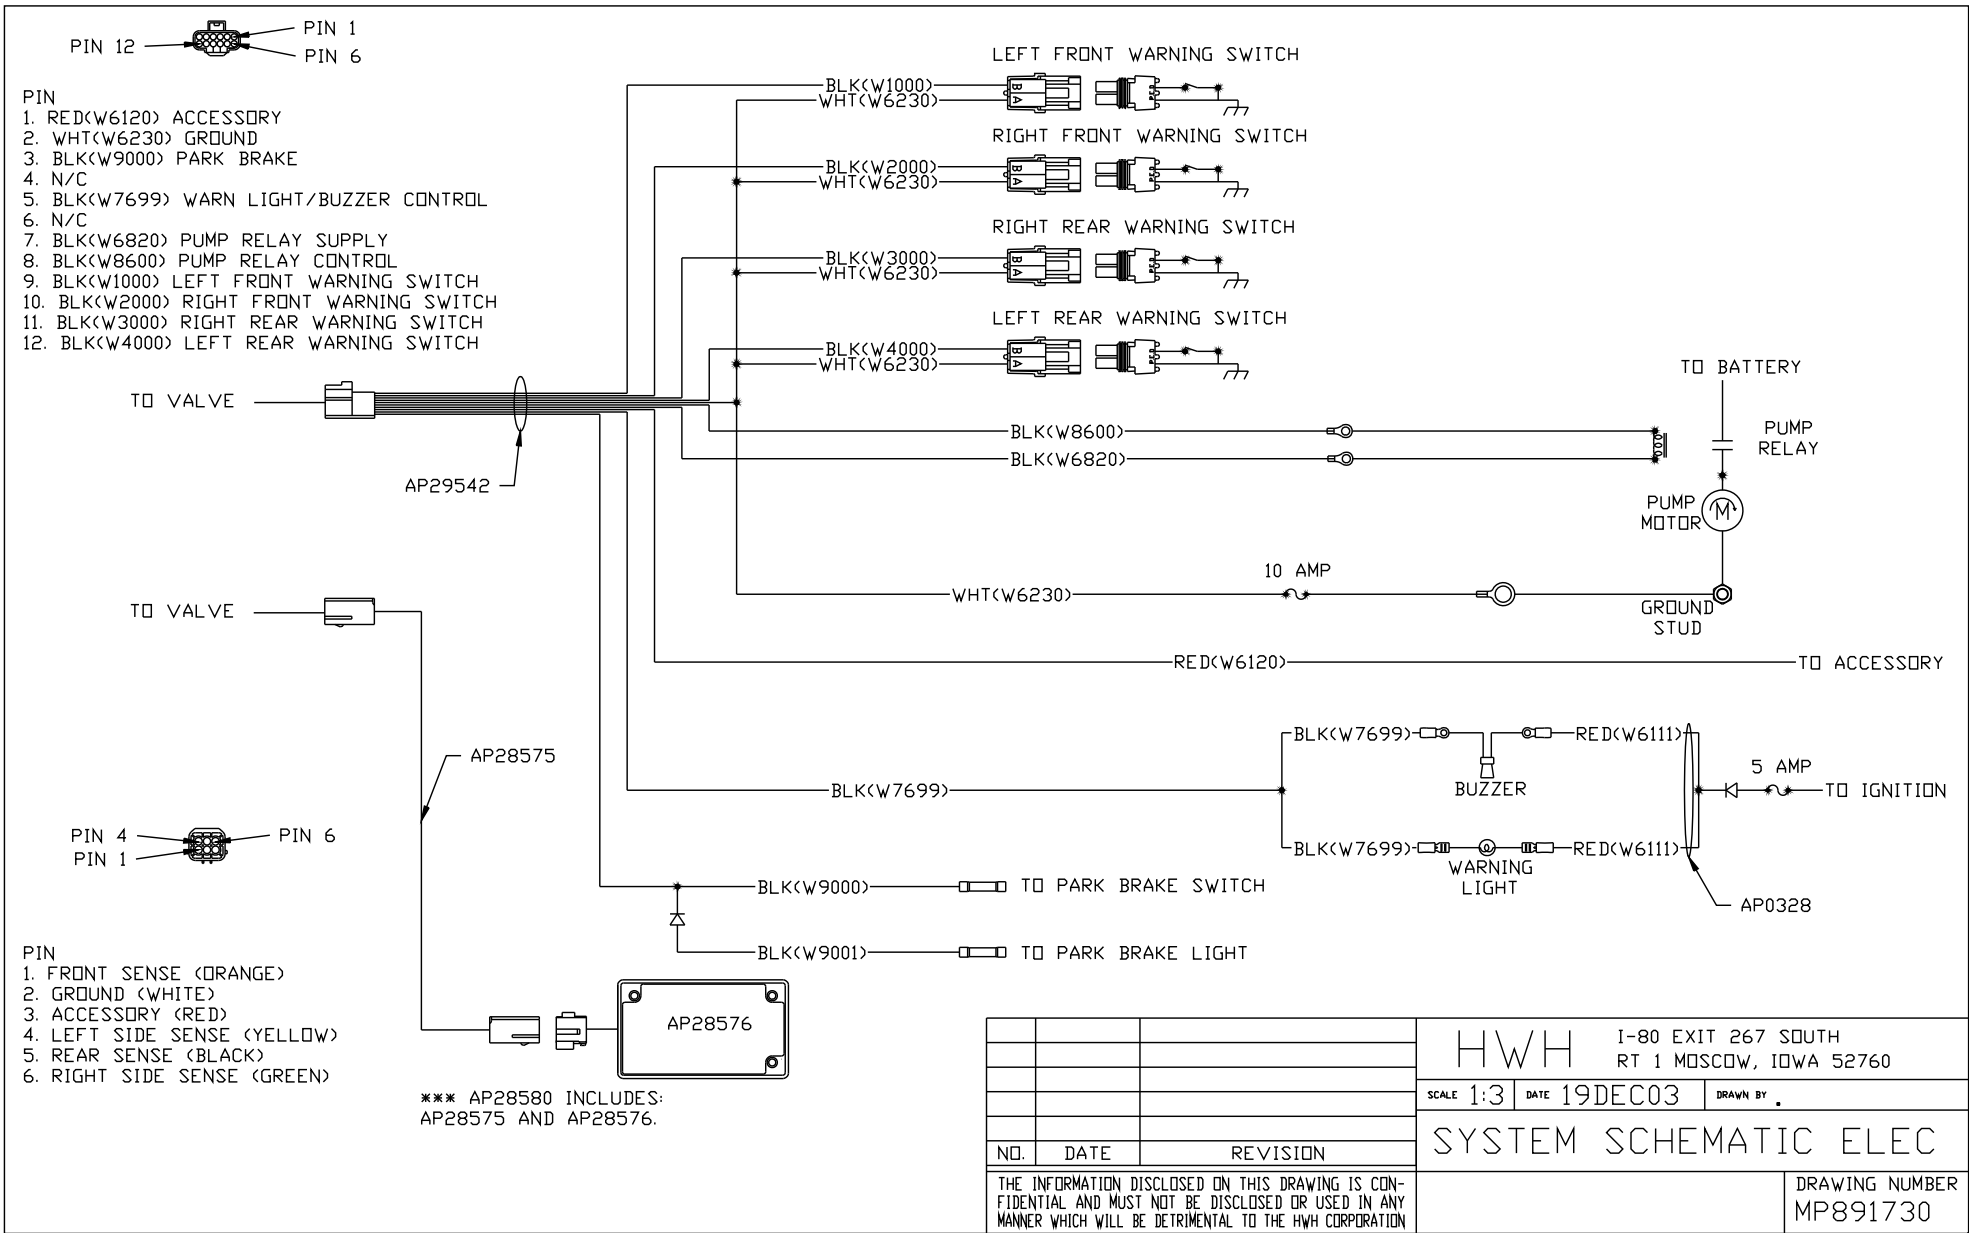 PIN 1
PIN 12
PIN 6
PIN
1. RED(W6120) ACCESSORY
2. WHT(W6230) GROUND
3. BLK(W9000) PARK BRAKE
4. N/C
5. BLK(W7699) WARN LIGHT/BUZZER CONTROL
6. N/C
7. BLK(W6820) PUMP RELAY SUPPLY
8. BLK(W8600) PUMP RELAY CONTROL
9. BLK(W1000) LEFT FRONT WARNING SWITCH
10. BLK(W2000) RIGHT FRONT WARNING SWITCH
11. BLK(W3000) RIGHT REAR WARNING SWITCH
12. BLK(W4000) LEFT REAR WARNING SWITCH
LEFT FRONT WARNING SWITCH
BLK(W1000)
WHT(W6230)
B
A
RIGHT FRONT WARNING SWITCH
BLK(W2000)
WHT(W6230)
B
A
RIGHT REAR WARNING SWITCH
BLK(W3000)
WHT(W6230)
B
A
LEFT REAR WARNING SWITCH
BLK(W4000)
WHT(W6230)
B
A
TO VALVE
AP29542
TO BATTERY
BLK(W8600)
BLK(W6820)
PUMP
RELAY
PUMP
MOTOR
M
10 AMP
WHT(W6230)
GROUND
STUD
RED(W6120)
TO ACCESSORY
TO VALVE
AP28575
BLK(W7699)
BLK(W7699)
BUZZER
RED(W6111)
5 AMP
TO IGNITION
BLK(W7699)
WARNING
LIGHT
RED(W6111)
AP0328
PIN 4
PIN 6
PIN 1
BLK(W9000)
TO PARK BRAKE SWITCH
BLK(W9001)
TO PARK BRAKE LIGHT
PIN
1. FRONT SENSE (ORANGE)
2. GROUND (WHITE)
3. ACCESSORY (RED)
4. LEFT SIDE SENSE (YELLOW)
5. REAR SENSE (BLACK)
6. RIGHT SIDE SENSE (GREEN)
AP28576
*** AP28580 INCLUDES:
AP28575 AND AP28576.
NO. DATE REVISION
THE INFORMATION DISCLOSED ON THIS DRAWING IS CON-
FIDENTIAL AND MUST NOT BE DISCLOSED OR USED IN ANY
MANNER WHICH WILL BE DETRIMENTAL TO THE HWH CORPORATION
HWH
I-80 EXIT 267 SOUTH
RT 1 MOSCOW, IOWA 52760
SCALE 1:3 DATE 19DEC03 DRAWN BY .
SYSTEM SCHEMATIC ELEC
DRAWING NUMBER
MP891730